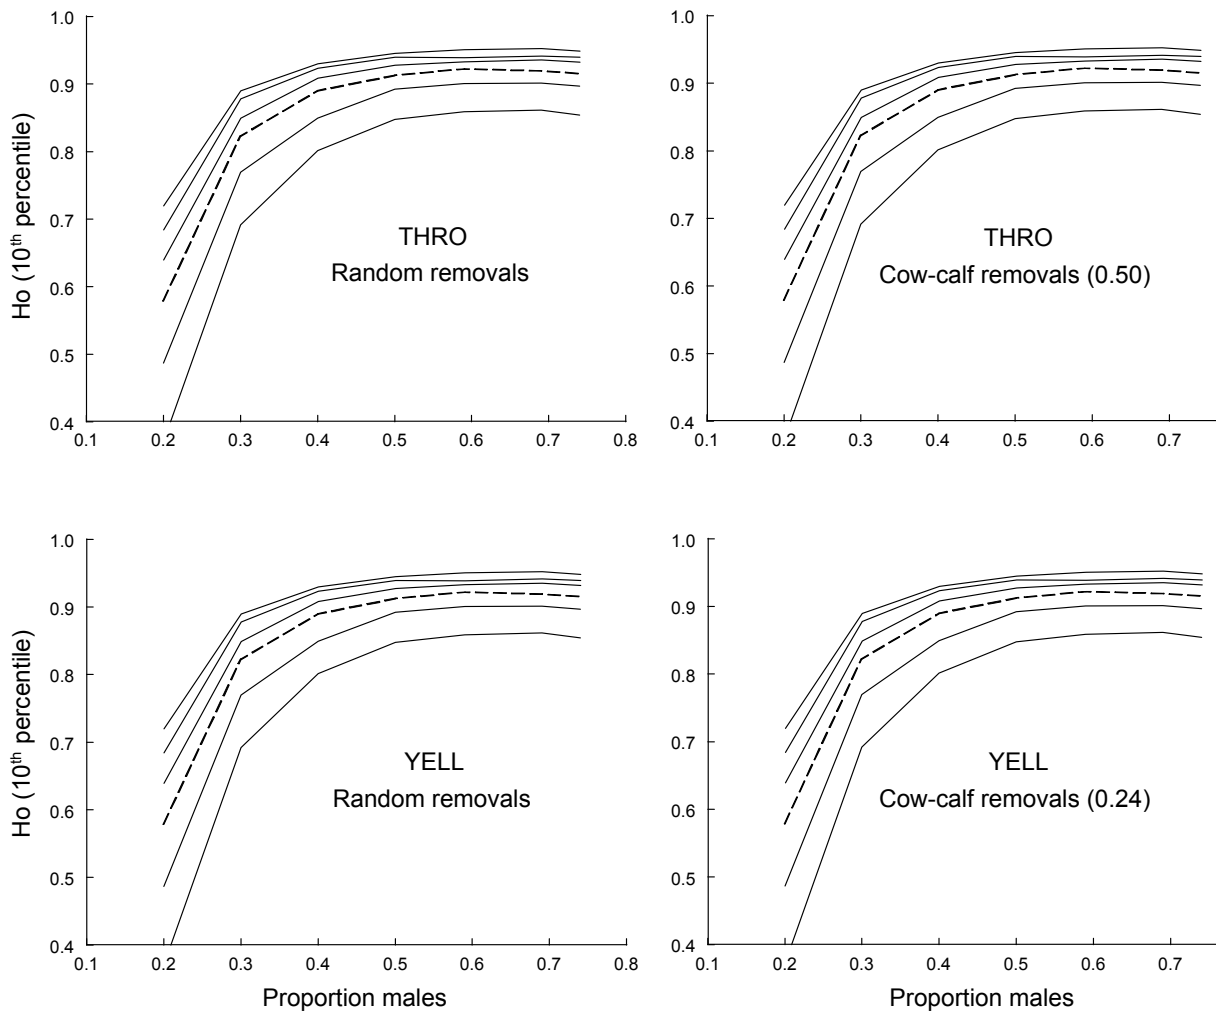 1.0
0.9
0.8
0.7
0.6
0.5
0.4
Ho (10th percentile)
THRO
Random removals
0.1 0.2 0.3 0.4 0.5 0.6 0.7 0.8
1.0
0.9
0.8
0.7
0.6
0.5
0.4
THRO
Cow-calf removals (0.50)
0.1 0.2 0.3 0.4 0.5 0.6 0.7
1.0
0.9
0.8
0.7
0.6
0.5
0.4
Ho (10th percentile)
YELL
Random removals
0.1 0.2 0.3 0.4 0.5 0.6 0.7 0.8
Proportion males
1.0
0.9
0.8
0.7
0.6
0.5
0.4
YELL
Cow-calf removals (0.24)
0.1 0.2 0.3 0.4 0.5 0.6 0.7
Proportion males